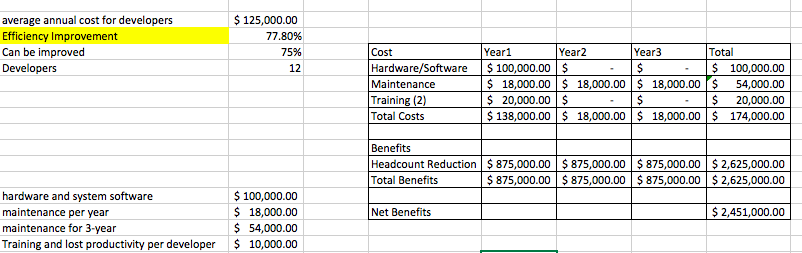 average annual cost for developers $ 125,000.00
Efficiency Improvement 77.80%
Can be improved 75%
Developers 12
Cost Year1 Year2 Year3 Total
Hardware/Software $ 100,000.00 $ - $ - $ 100,000.00
Maintenance $ 18,000.00 $ 18,000.00 $ 18,000.00 $ 54,000.00
Training (2) $ 20,000.00 $ - $ - $ 20,000.00
Total Costs $ 138,000.00 $ 18,000.00 $ 18,000.00 $ 174,000.00
Benefits
Headcount Reduction $ 875,000.00 $ 875,000.00 $ 875,000.00 $ 2,625,000.00
Total Benefits $ 875,000.00 $ 875,000.00 $ 875,000.00 $ 2,625,000.00
hardware and system software $ 100,000.00
maintenance per year $ 18,000.00
Net Benefits $ 2,451,000.00
maintenance for 3-year $ 54,000.00
Training and lost productivity per developer $ 10,000.00